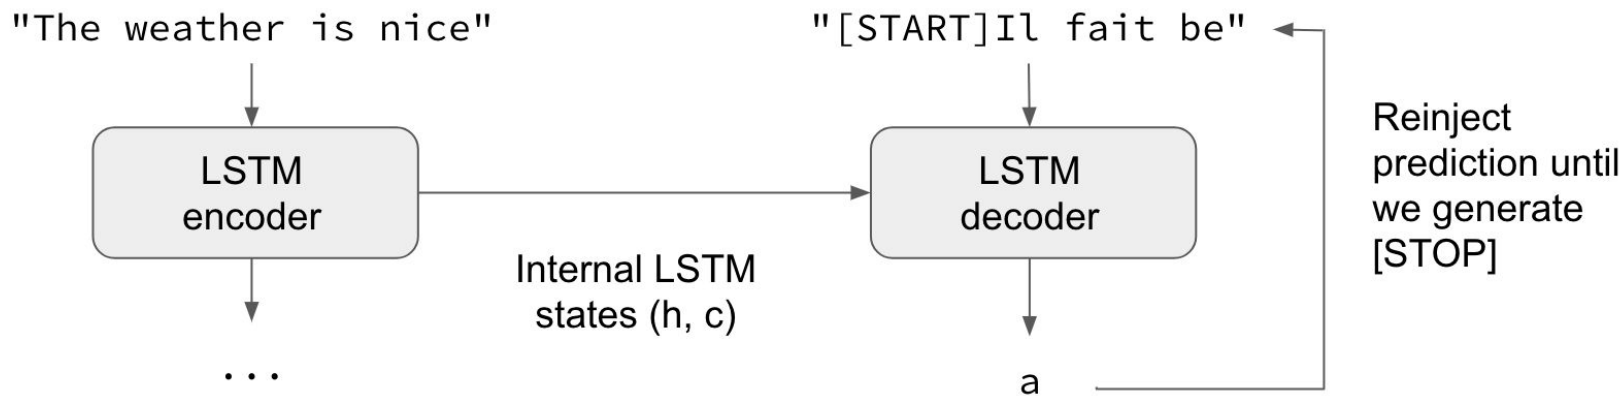 "The weather is nice"
"[START]Il fait be"
LSTM
encoder
Internal LSTM
states (h, c)
LSTM
decoder
Reinject
prediction until
we generate
[STOP]
...
a